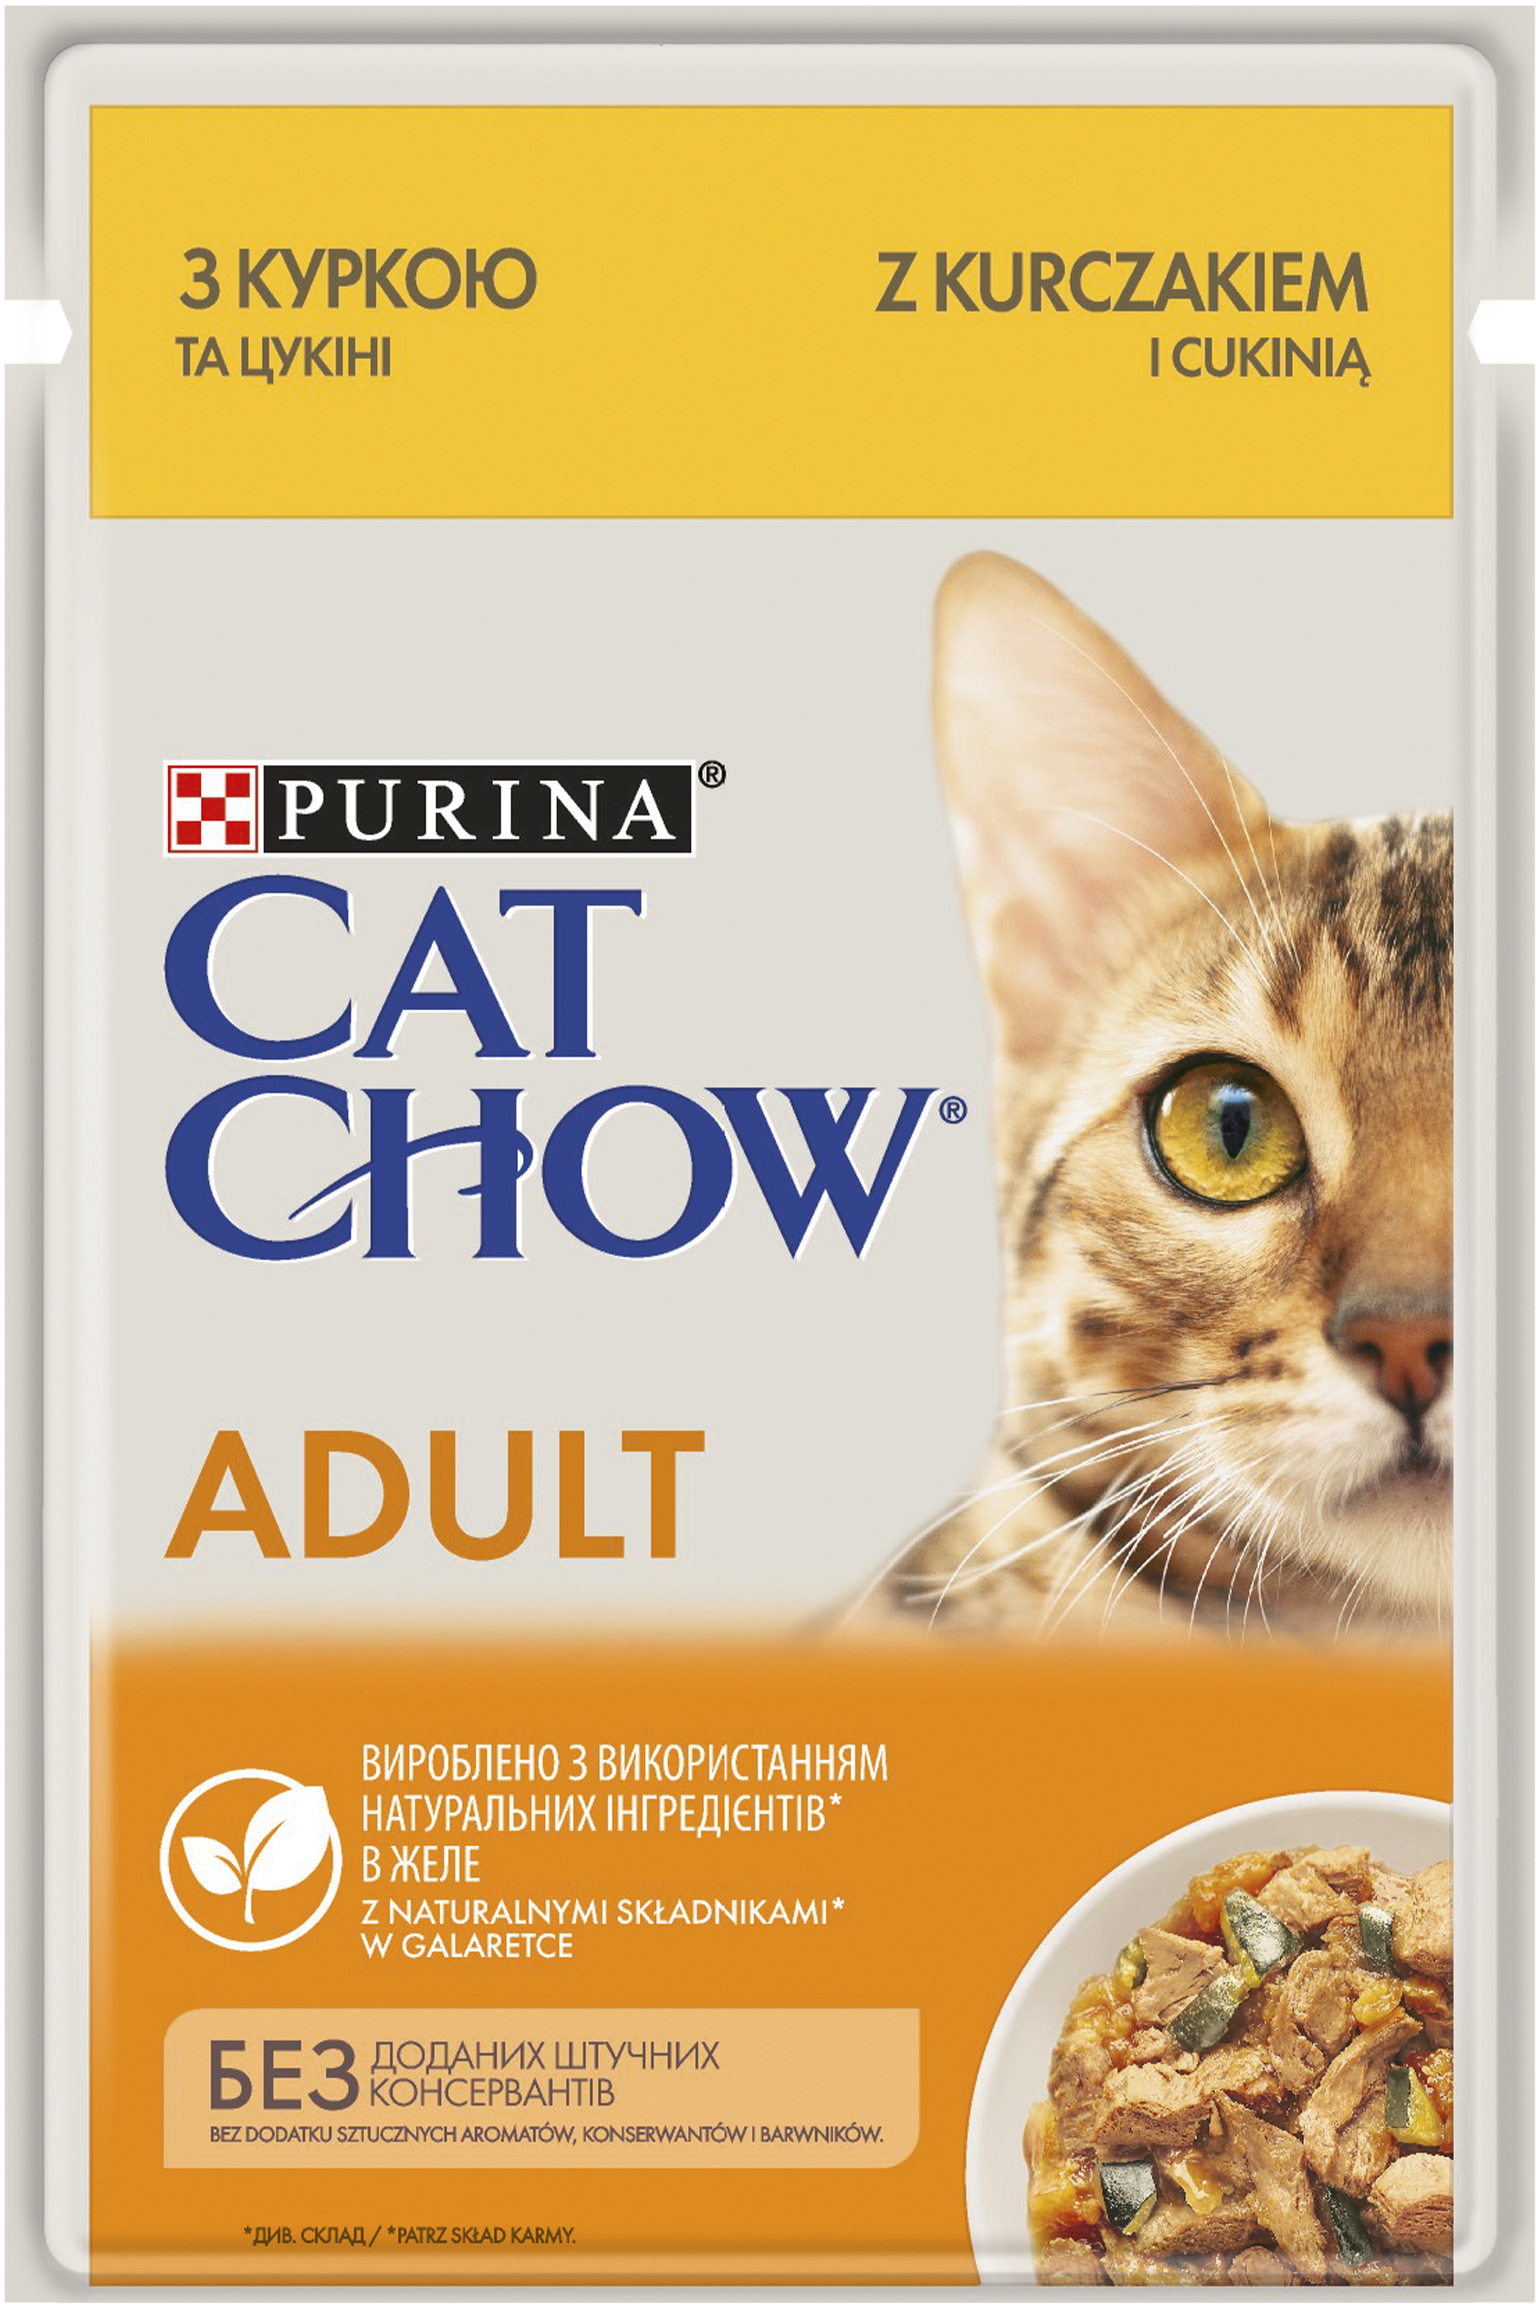 З КУРКОЮ
ТА ЦУКІНІ
Z KURCZAKIEM
I CUKINIĄ
PURINA®
CAT
CHOW®
ADULT
ВИРОБЛЕНО З ВИКОРИСТАННЯМ
НАТУРАЛЬНИХ ІНГРЕДІЄНТІВ*
В ЖЕЛЕ
Z NATURALNYMI SKŁADNIKAMI*
W GALARETCE
БЕЗ ДОДАНИХ ШТУЧНИХ
КОНСЕРВАНТІВ
BEZ DODATKU SZTUCZNYCH AROMATÓW, KONSERWANTÓW I BARWNIKÓW.
*ДИВ. СКЛАД / *PATRZ SKŁAD KARMY.